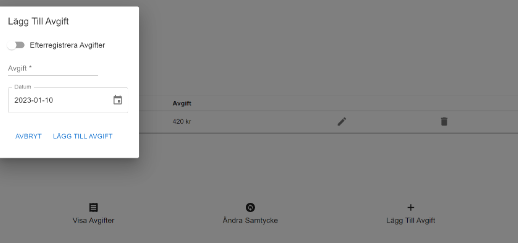 Lägg Till Avgift
Efterregistrera Avgifter
Avgift *
Datum
2023-01-10
AVBRYT LÄGG TILL AVGIFT
Avgift
420 kr
Visa Avgifter
Ändra Samtycke
Lägg Till Avgift